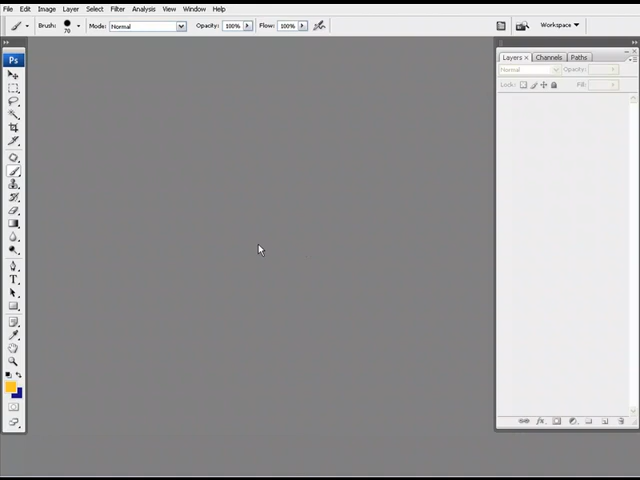 File Edit Image Layer Select Filter Analysis View Window Help
Brush: 70 Mode: Normal Opacity: 100% Flow: 100% Workspace
Ps
Layers x Channels Paths
Normal Opacity:
Lock: Fill:
T